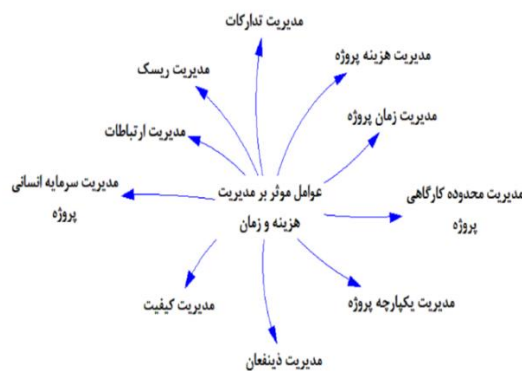 مدیریت تدارکات
مدیریت هزینه پروژه
مدیریت ریسک
مدیریت زمان پروژه
مدیریت ارتباطات
مدیریت سرمایه انسانی
پروژه
عوامل موثر بر مدیریت
هزینه و زمان
مدیریت محدوده کارگاهی
پروژه
مدیریت یکپارچه پروژه
مدیریت کیفیت
مدیریت ذینفعان